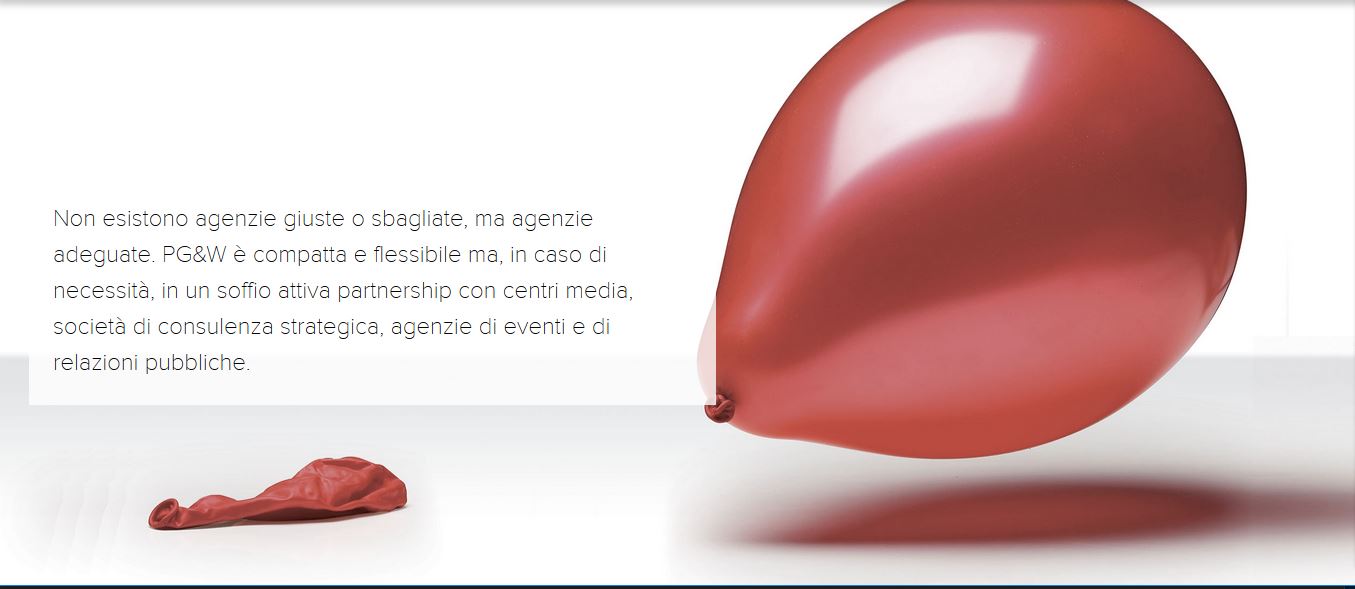 Non esistono agenzie giuste o sbagliate, ma agenzie
adeguate. PG&W è compatta e flessibile ma, in caso di
necessità, in un soffio attiva partnership con centri media,
società di consulenza strategica, agenzie di eventi e di
relazioni pubbliche.